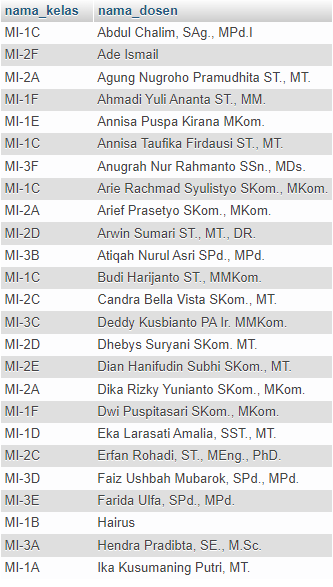 nama_kelas nama_dosen
MI-1C Abdul Chalim, SAg., MPd.I
MI-2F Ade Ismail
MI-2A Agung Nugroho Pramudhita ST., MT.
MI-1F Ahmadi Yuli Ananta ST., MM.
MI-1E Annisa Puspa Kirana MKom.
MI-1C Annisa Taufika Firdausi ST., MT.
MI-3F Anugrah Nur Rahmanto SSn., MDs.
MI-1C Arie Rachmad Syulistyo SKom., MKom.
MI-2A Arief Prasetyo SKom., MKom.
MI-2D Arwin Sumari ST., MT., DR.
MI-3B Atiqah Nurul Asri SPd., MPd.
MI-1C Budi Harijanto ST., MMKom.
MI-2C Candra Bella Vista SKom., MT.
MI-3C Deddy Kusbianto PA Ir. MMKom.
MI-2D Dhebys Suryani SKom. MT.
MI-2E Dian Hanifudin Subhi SKom., MT.
MI-2A Dika Rizky Yunianto SKom., MKom.
MI-1F Dwi Puspitasari SKom., MKom.
MI-1D Eka Larasati Amalia, SST., MT.
MI-2C Erfan Rohadi, ST., MEng., PhD.
MI-3D Faiz Ushbah Mubarok, SPd., MPd.
MI-3E Farida Ulfa, SPd., MPd.
MI-1B Hairus
MI-3A Hendra Pradibta, SE., M.Sc.
MI-1A Ika Kusumaning Putri, MT.